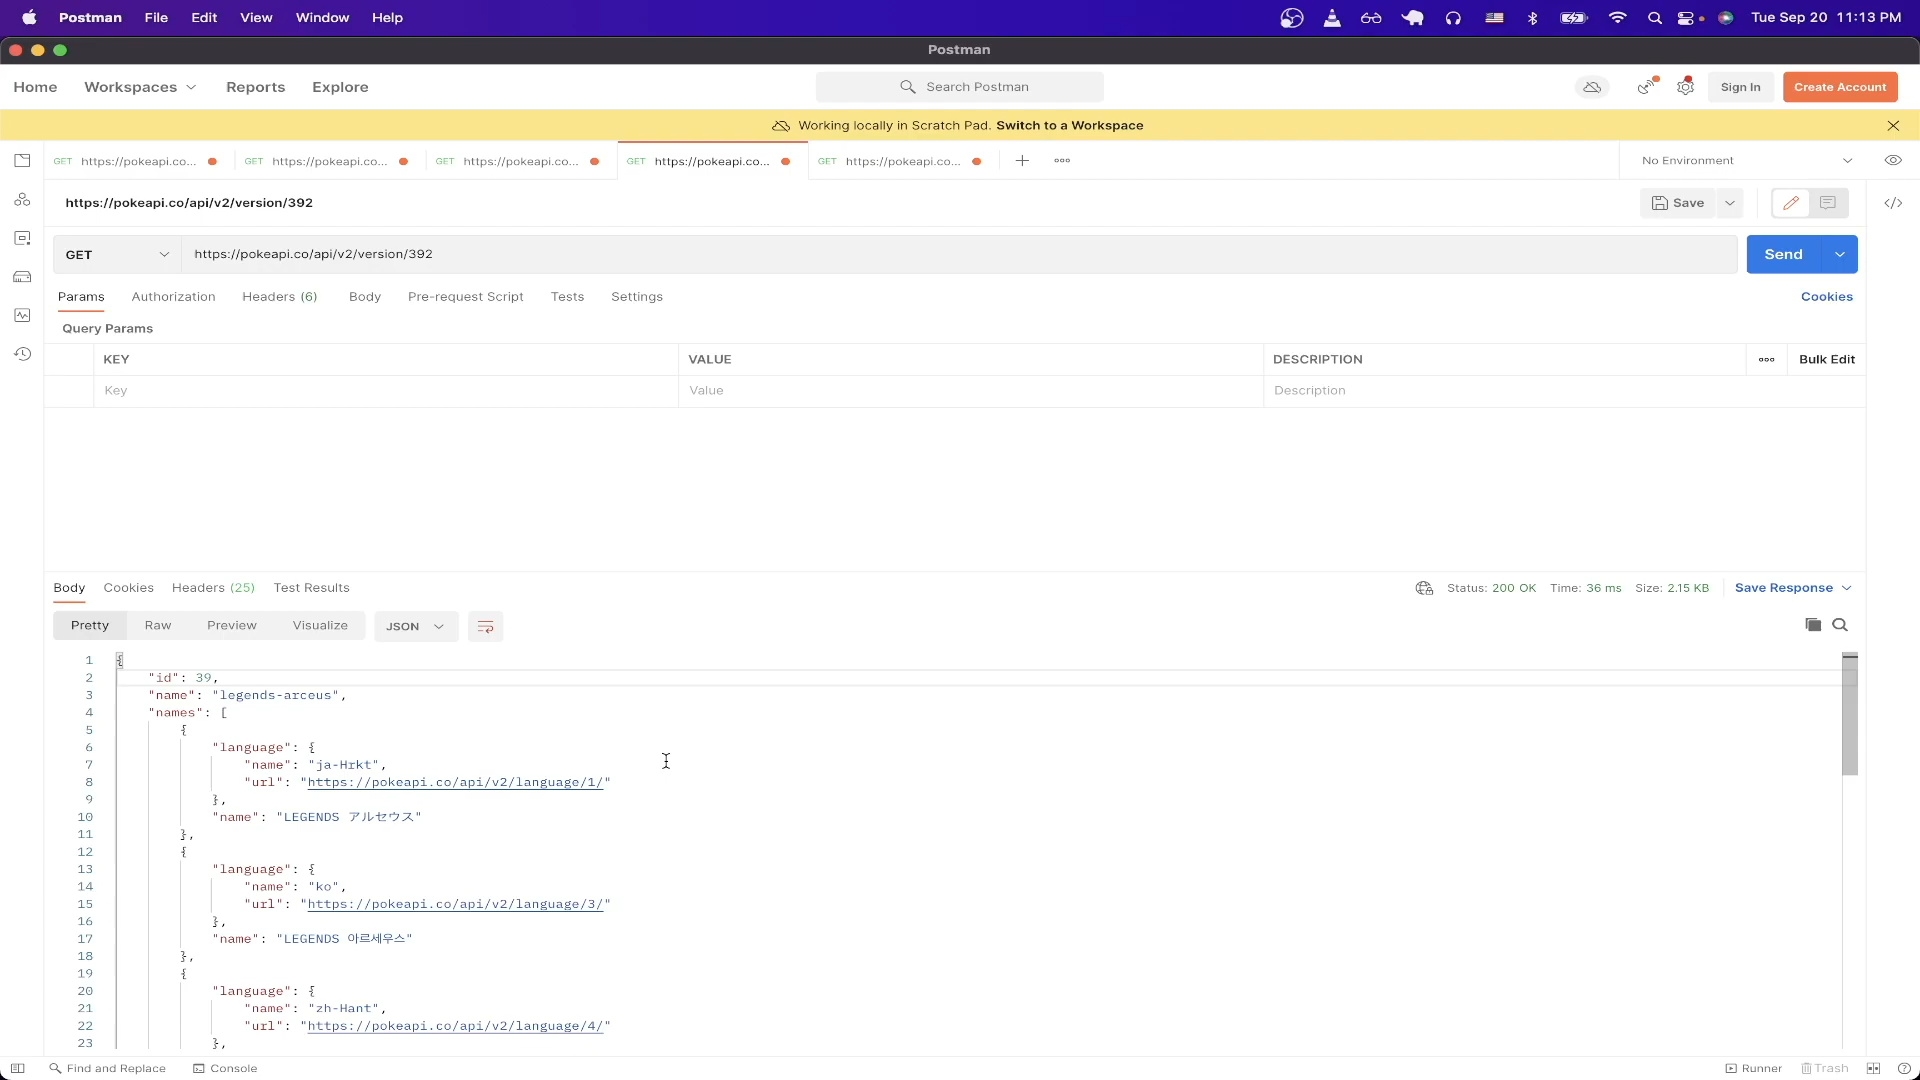 Postman File Edit View Window Help Tue Sep 20 11:13 PM
Postman
Home Workspaces Reports Explore Search Postman Sign In Create Account
Working locally in Scratch Pad. Switch to a Workspace
GET https://pokeapi.co... GET https://pokeapi.co... GET https://pokeapi.co... GET https://pokeapi.co... GET https://pokeapi.co... No Environment
https://pokeapi.co/api/v2/version/392 Save
GET https://pokeapi.co/api/v2/version/392 Send
Params Authorization Headers (6) Body Pre-request Script Tests Settings Cookies
Query Params
KEY VALUE DESCRIPTION Bulk Edit
Key Value Description
Body Cookies Headers (25) Test Results Status: 200 OK Time: 36 ms Size: 2.15 KB Save Response
Pretty Raw Preview Visualize JSON
1 {
2 "id": 39,
3 "name": "legends-arceus",
4 "names": [
5 {
6 "language": {
7 "name": "ja-Hrkt",
8 "url": "https://pokeapi.co/api/v2/language/1/"
9 },
10 "name": "LEGENDS アルセウス"
11 },
12 {
13 "language": {
14 "name": "ko",
15 "url": "https://pokeapi.co/api/v2/language/3/"
16 },
17 "name": "LEGENDS 아르세우스"
18 },
19 {
20 "language": {
21 "name": "zh-Hant",
22 "url": "https://pokeapi.co/api/v2/language/4/"
23 },
Find and Replace Console Runner Trash